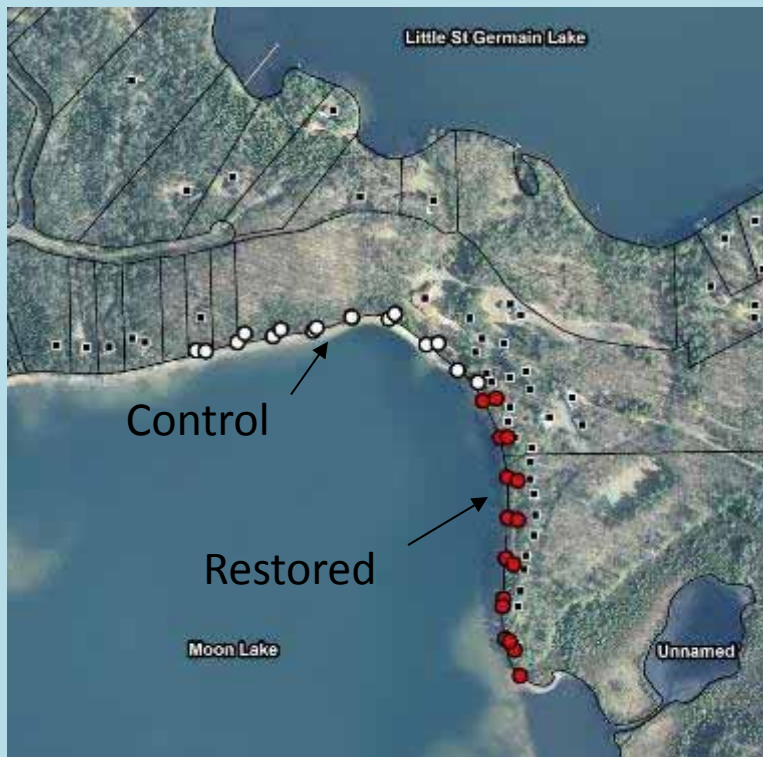 Little St Germain Lake
Control
Restored
Moon Lake
Unnamed